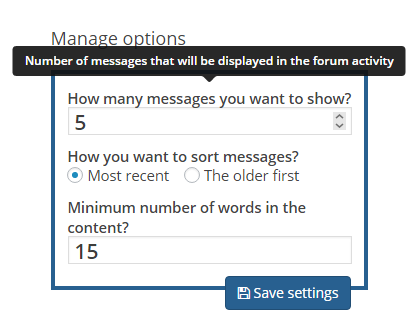 Manage options
Number of messages that will be displayed in the forum activity
How many messages you want to show?
5
How you want to sort messages?
Most recent The older first
Minimum number of words in the
content?
15
Save settings